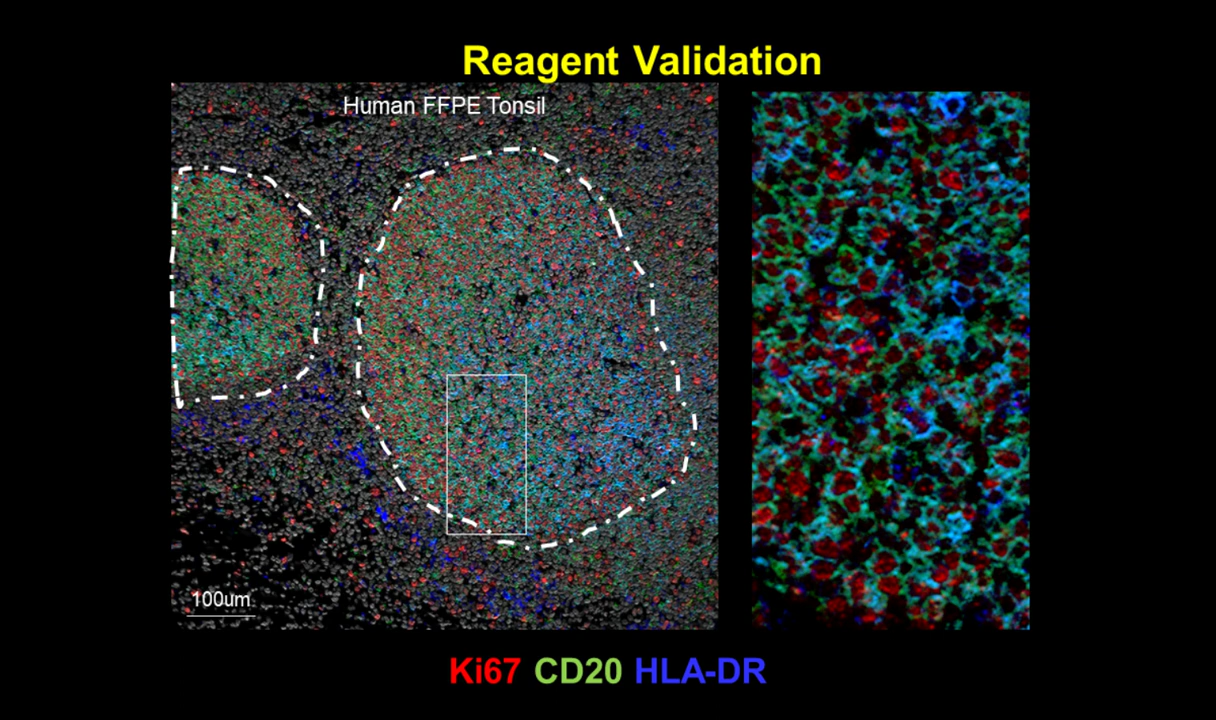 Reagent Validation
Human FFPE Tonsil
100um
Ki67 CD20 HLA-DR